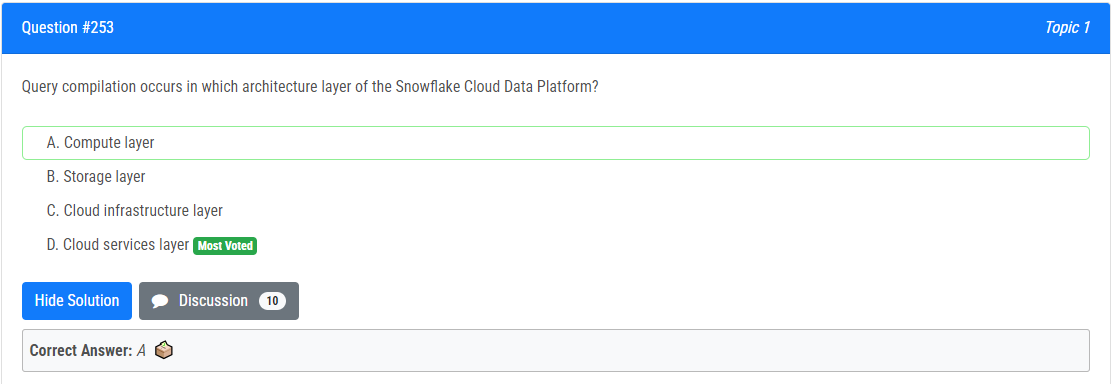 Question #253
Topic 1
Query compilation occurs in which architecture layer of the Snowflake Cloud Data Platform?
A. Compute layer
B. Storage layer
C. Cloud infrastructure layer
D. Cloud services layer Most Voted
Hide Solution
Discussion 10
Correct Answer: A